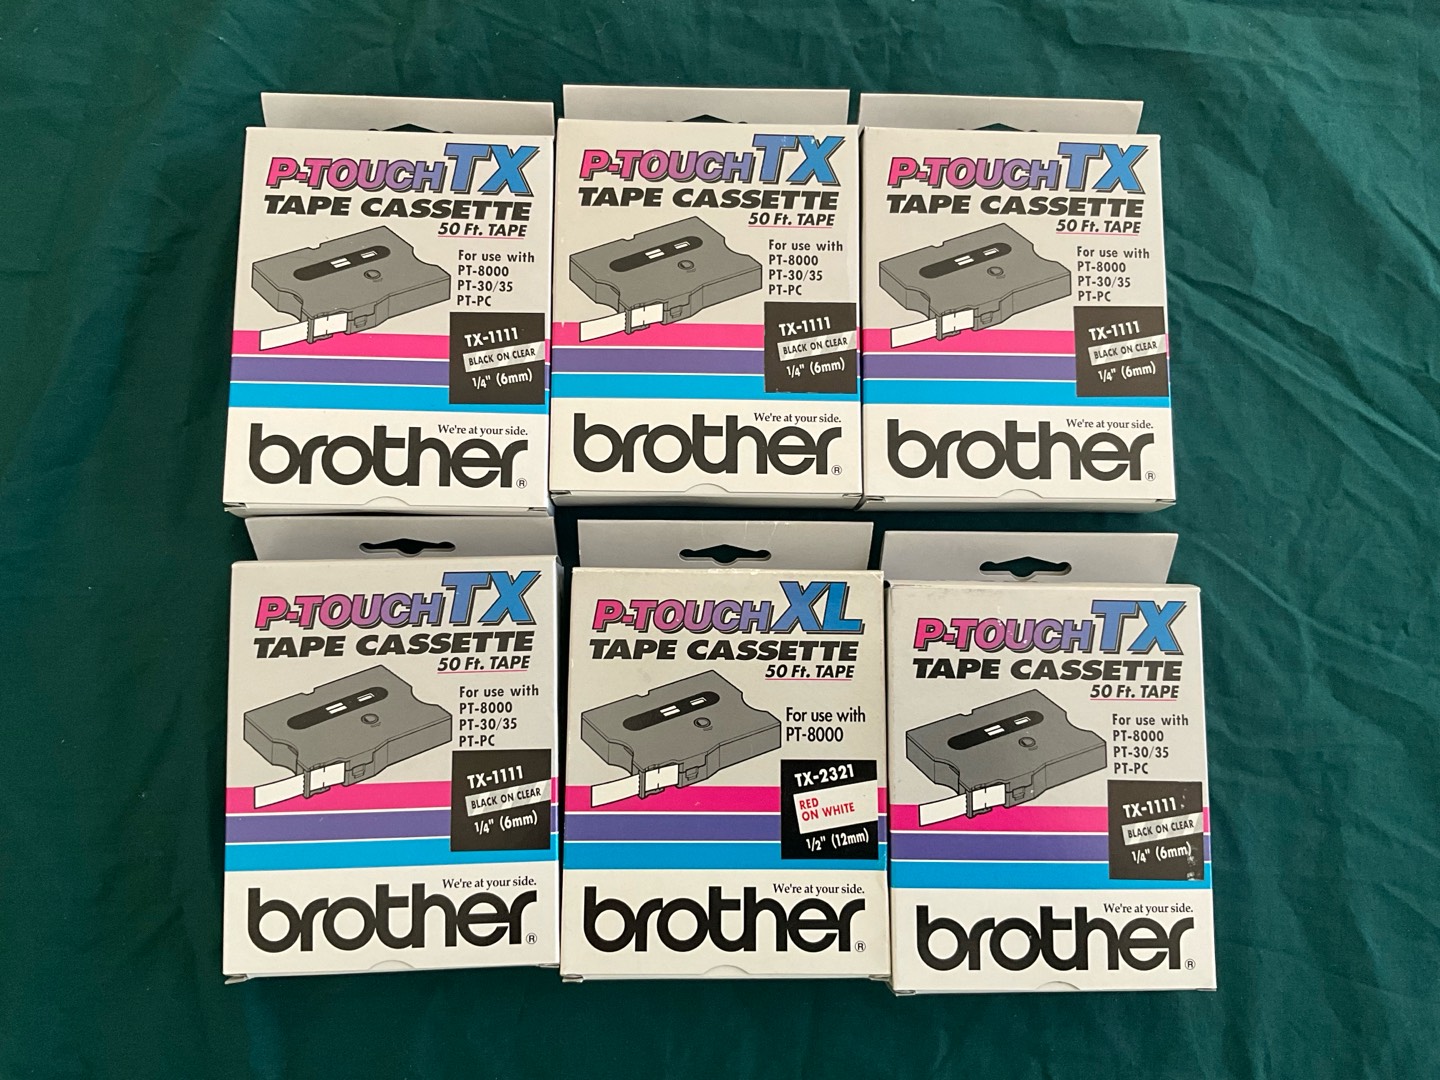 P-TOUCH TX
TAPE CASSETTE
50 Ft. TAPE
For use with
PT-8000
PT-30/35
PT-PC
TX-1111
BLACK ON CLEAR
1/4" (6mm)
We're at your side.
brother®
P-TOUCH TX
TAPE CASSETTE
50 Ft. TAPE
For use with
PT-8000
PT-30/35
PT-PC
TX-1111
BLACK ON CLEAR
1/4" (6mm)
We're at your side.
brother®
P-TOUCH TX
TAPE CASSETTE
50 Ft. TAPE
For use with
PT-8000
PT-30/35
PT-PC
TX-1111
BLACK ON CLEAR
1/4" (6mm)
We're at your side.
brother®
P-TOUCH TX
TAPE CASSETTE
50 Ft. TAPE
For use with
PT-8000
PT-30/35
PT-PC
TX-1111
BLACK ON CLEAR
1/4" (6mm)
We're at your side.
brother®
P-TOUCH XL
TAPE CASSETTE
50 Ft. TAPE
For use with
PT-8000
TX-2321
RED
ON WHITE
1/2" (12mm)
We're at your side.
brother®
P-TOUCH TX
TAPE CASSETTE
50 Ft. TAPE
For use with
PT-8000
PT-30/35
PT-PC
TX-1111
BLACK ON CLEAR
1/4" (6mm)
We're at your side.
brother®